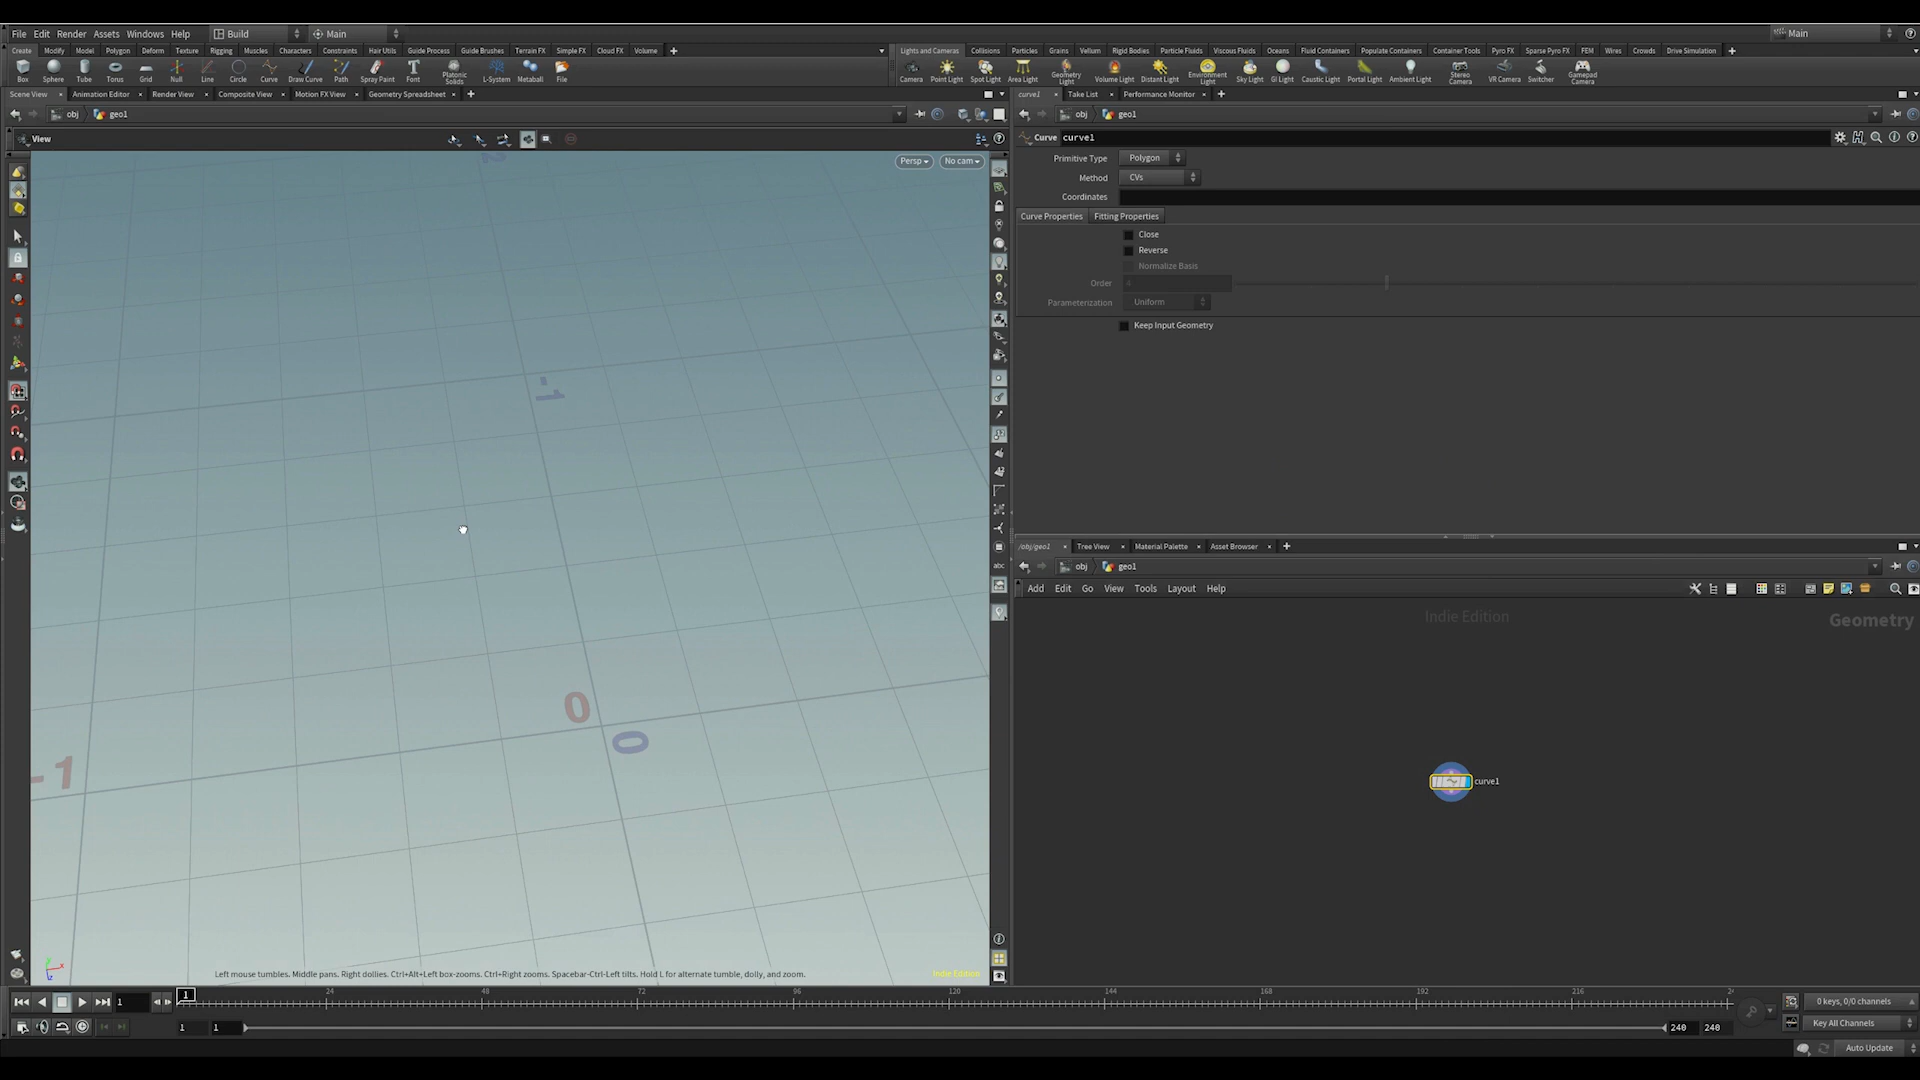 File Edit Render Assets Windows Help Build Main Main
Create Modify Model Polygon Deform Texture Rigging Muscles Characters Constraints Hair Utils Guide Process Guide Brushes Terrain FX Simple FX Cloud FX Volume
Lights and Cameras Collisions Particles Grains Vellum Rigid Bodies Particle Fluids Viscous Fluids Oceans Fluid Containers Populate Containers Container Tools Pyro FX Sparse Pyro FX FEM Wires Crowds Drive Simulation
Box Sphere Tube Torus Grid Null Line Circle Curve Draw Curve Path Spray Paint Font Platonic Solids L-System Metaball File
Camera Point Light Spot Light Area Light Geometry Light Volume Light Distant Light Environment Light Sky Light GI Light Caustic Light Portal Light Ambient Light Stereo Camera VR Camera Switcher Gamepad Camera
Scene View Animation Editor Render View Composite View Motion FX View Geometry Spreadsheet
curve1 Take List Performance Monitor
obj geo1
obj geo1
View
Curve curve1
Persp No cam
Primitive Type Polygon
Method CVs
Coordinates
Curve Properties Fitting Properties
Close
Reverse
Normalize Basis
Order 4
Parameterization Uniform
Keep Input Geometry
-1
0
0
-1
abc
/obj/geo1 Tree View Material Palette Asset Browser
obj geo1
Add Edit Go View Tools Layout Help
Indie Edition
Geometry
curve1
Left mouse tumbles. Middle pans. Right dollies. Ctrl+Alt+Left box-zooms. Ctrl+Right zooms. Spacebar-Ctrl-Left tilts. Hold L for alternate tumble, dolly, and zoom.
Indie Edition
1 1 24 48 72 96 120 144 168 192 216
0 keys, 0/0 channels
1 1 240 240
Key All Channels
Auto Update